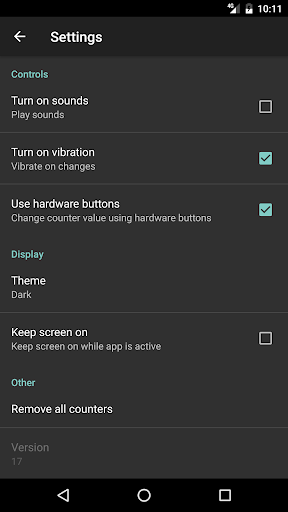 4G 10:11
Settings
Controls
Turn on sounds
Play sounds
Turn on vibration
Vibrate on changes
Use hardware buttons
Change counter value using hardware buttons
Display
Theme
Dark
Keep screen on
Keep screen on while app is active
Other
Remove all counters
Version
17